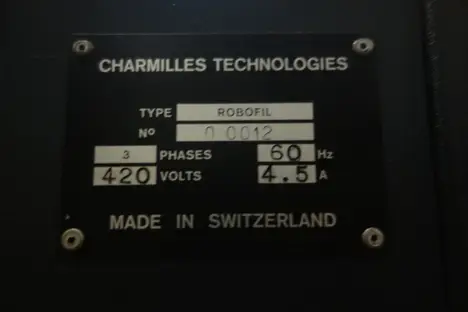 CHARMILLES TECHNOLOGIES
TYPE ROBOFIL
Nº 0 0012
3 PHASES 60 Hz
420 VOLTS 4.5 A
MADE IN SWITZERLAND